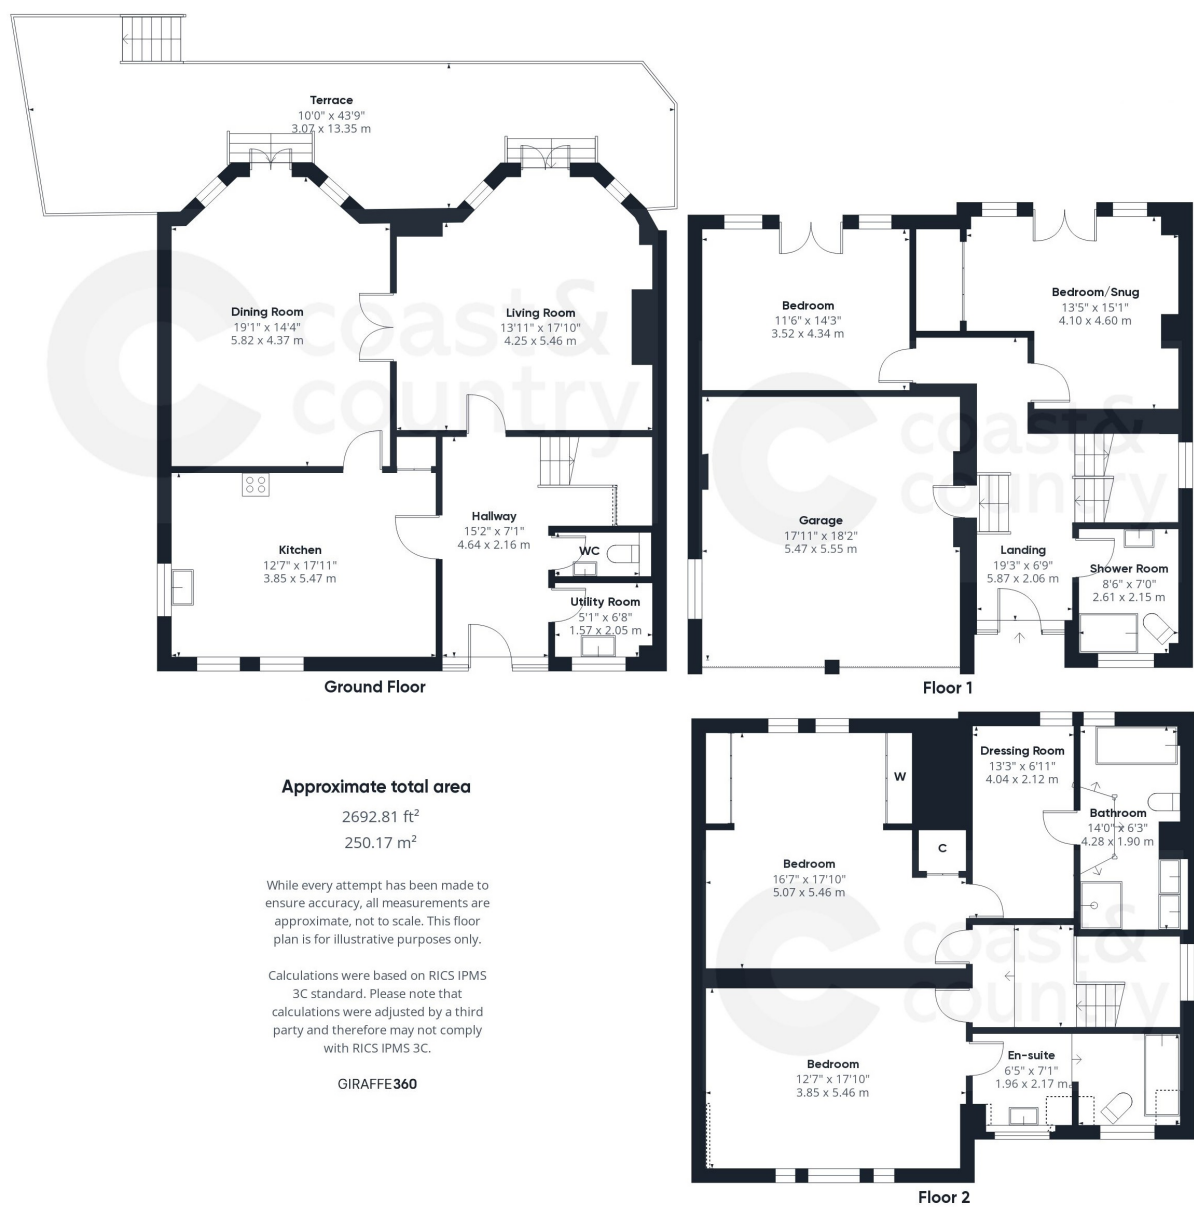 Terrace
10'0" x 43'9"
3.07 x 13.35 m
Dining Room
19'1" x 14'4"
5.82 x 4.37 m
Living Room
13'11" x 17'10"
4.25 x 5.46 m
Kitchen
12'7" x 17'11"
3.85 x 5.47 m
Hallway
15'2" x 7'1"
4.64 x 2.16 m
WC
Utility Room
5'1" x 6'8"
1.57 x 2.05 m
Ground Floor
Bedroom
11'6" x 14'3"
3.52 x 4.34 m
Bedroom/Snug
13'5" x 15'1"
4.10 x 4.60 m
Garage
17'11" x 18'2"
5.47 x 5.55 m
Landing
19'3" x 6'9"
5.87 x 2.06 m
Shower Room
8'6" x 7'0"
2.61 x 2.15 m
Floor 1
Dressing Room
13'3" x 6'11"
4.04 x 2.12 m
W
Bathroom
14'0" x 6'3"
4.28 x 1.90 m
C
Bedroom
16'7" x 17'10"
5.07 x 5.46 m
Bedroom
12'7" x 17'10"
3.85 x 5.46 m
En-suite
6'5" x 7'1"
1.96 x 2.17 m
Floor 2
Approximate total area
2692.81 ft²
250.17 m²
While every attempt has been made to
ensure accuracy, all measurements are
approximate, not to scale. This floor
plan is for illustrative purposes only.
Calculations were based on RICS IPMS
3C standard. Please note that
calculations were adjusted by a third
party and therefore may not comply
with RICS IPMS 3C.
GIRAFFE360
coast &
country
coast &
country
coast &
country